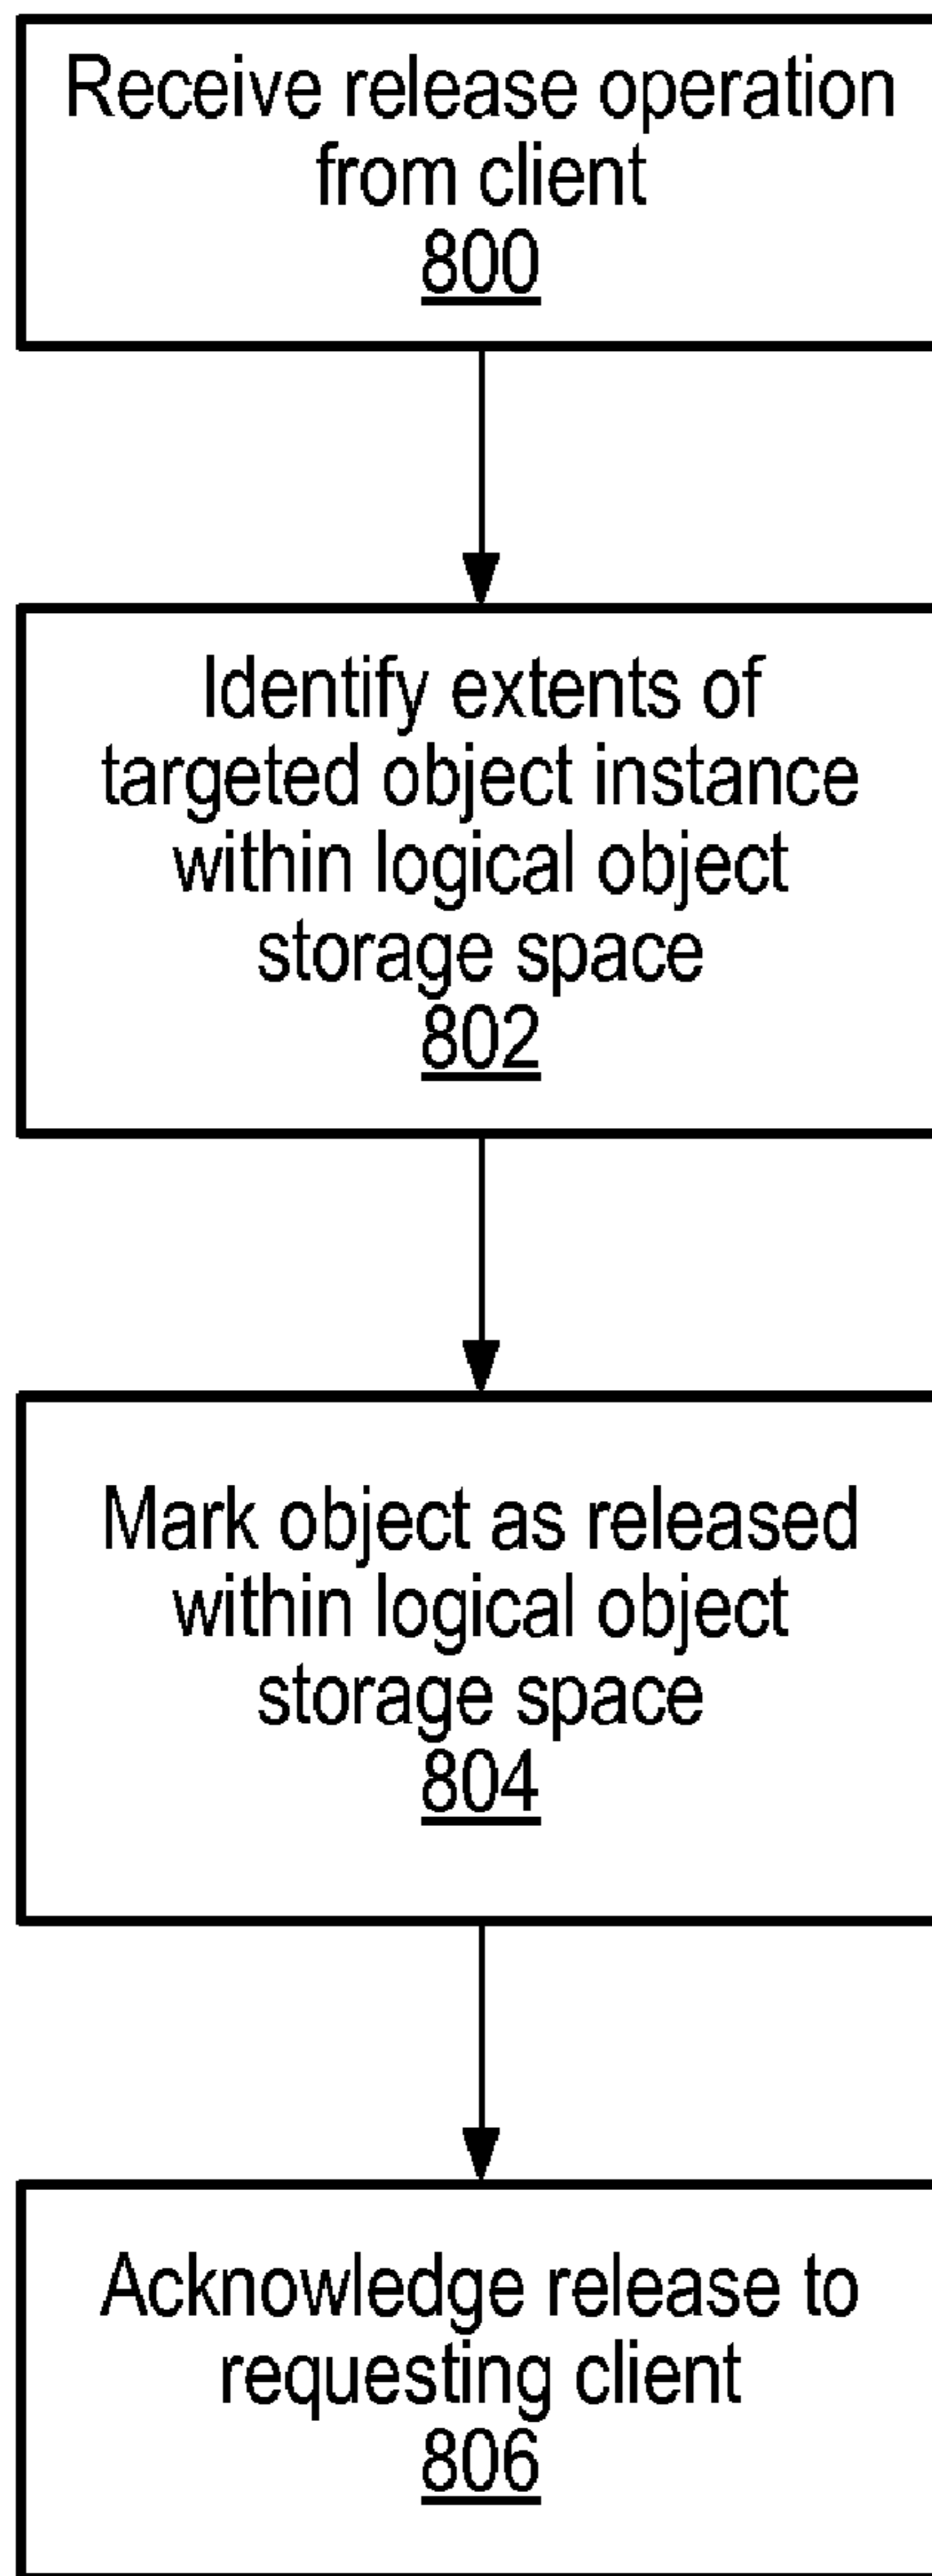 Receive release operation
from client
800
Identify extents of
targeted object instance
within logical object
storage space
802
Mark object as released
within logical object
storage space
804
Acknowledge release to
requesting client
806